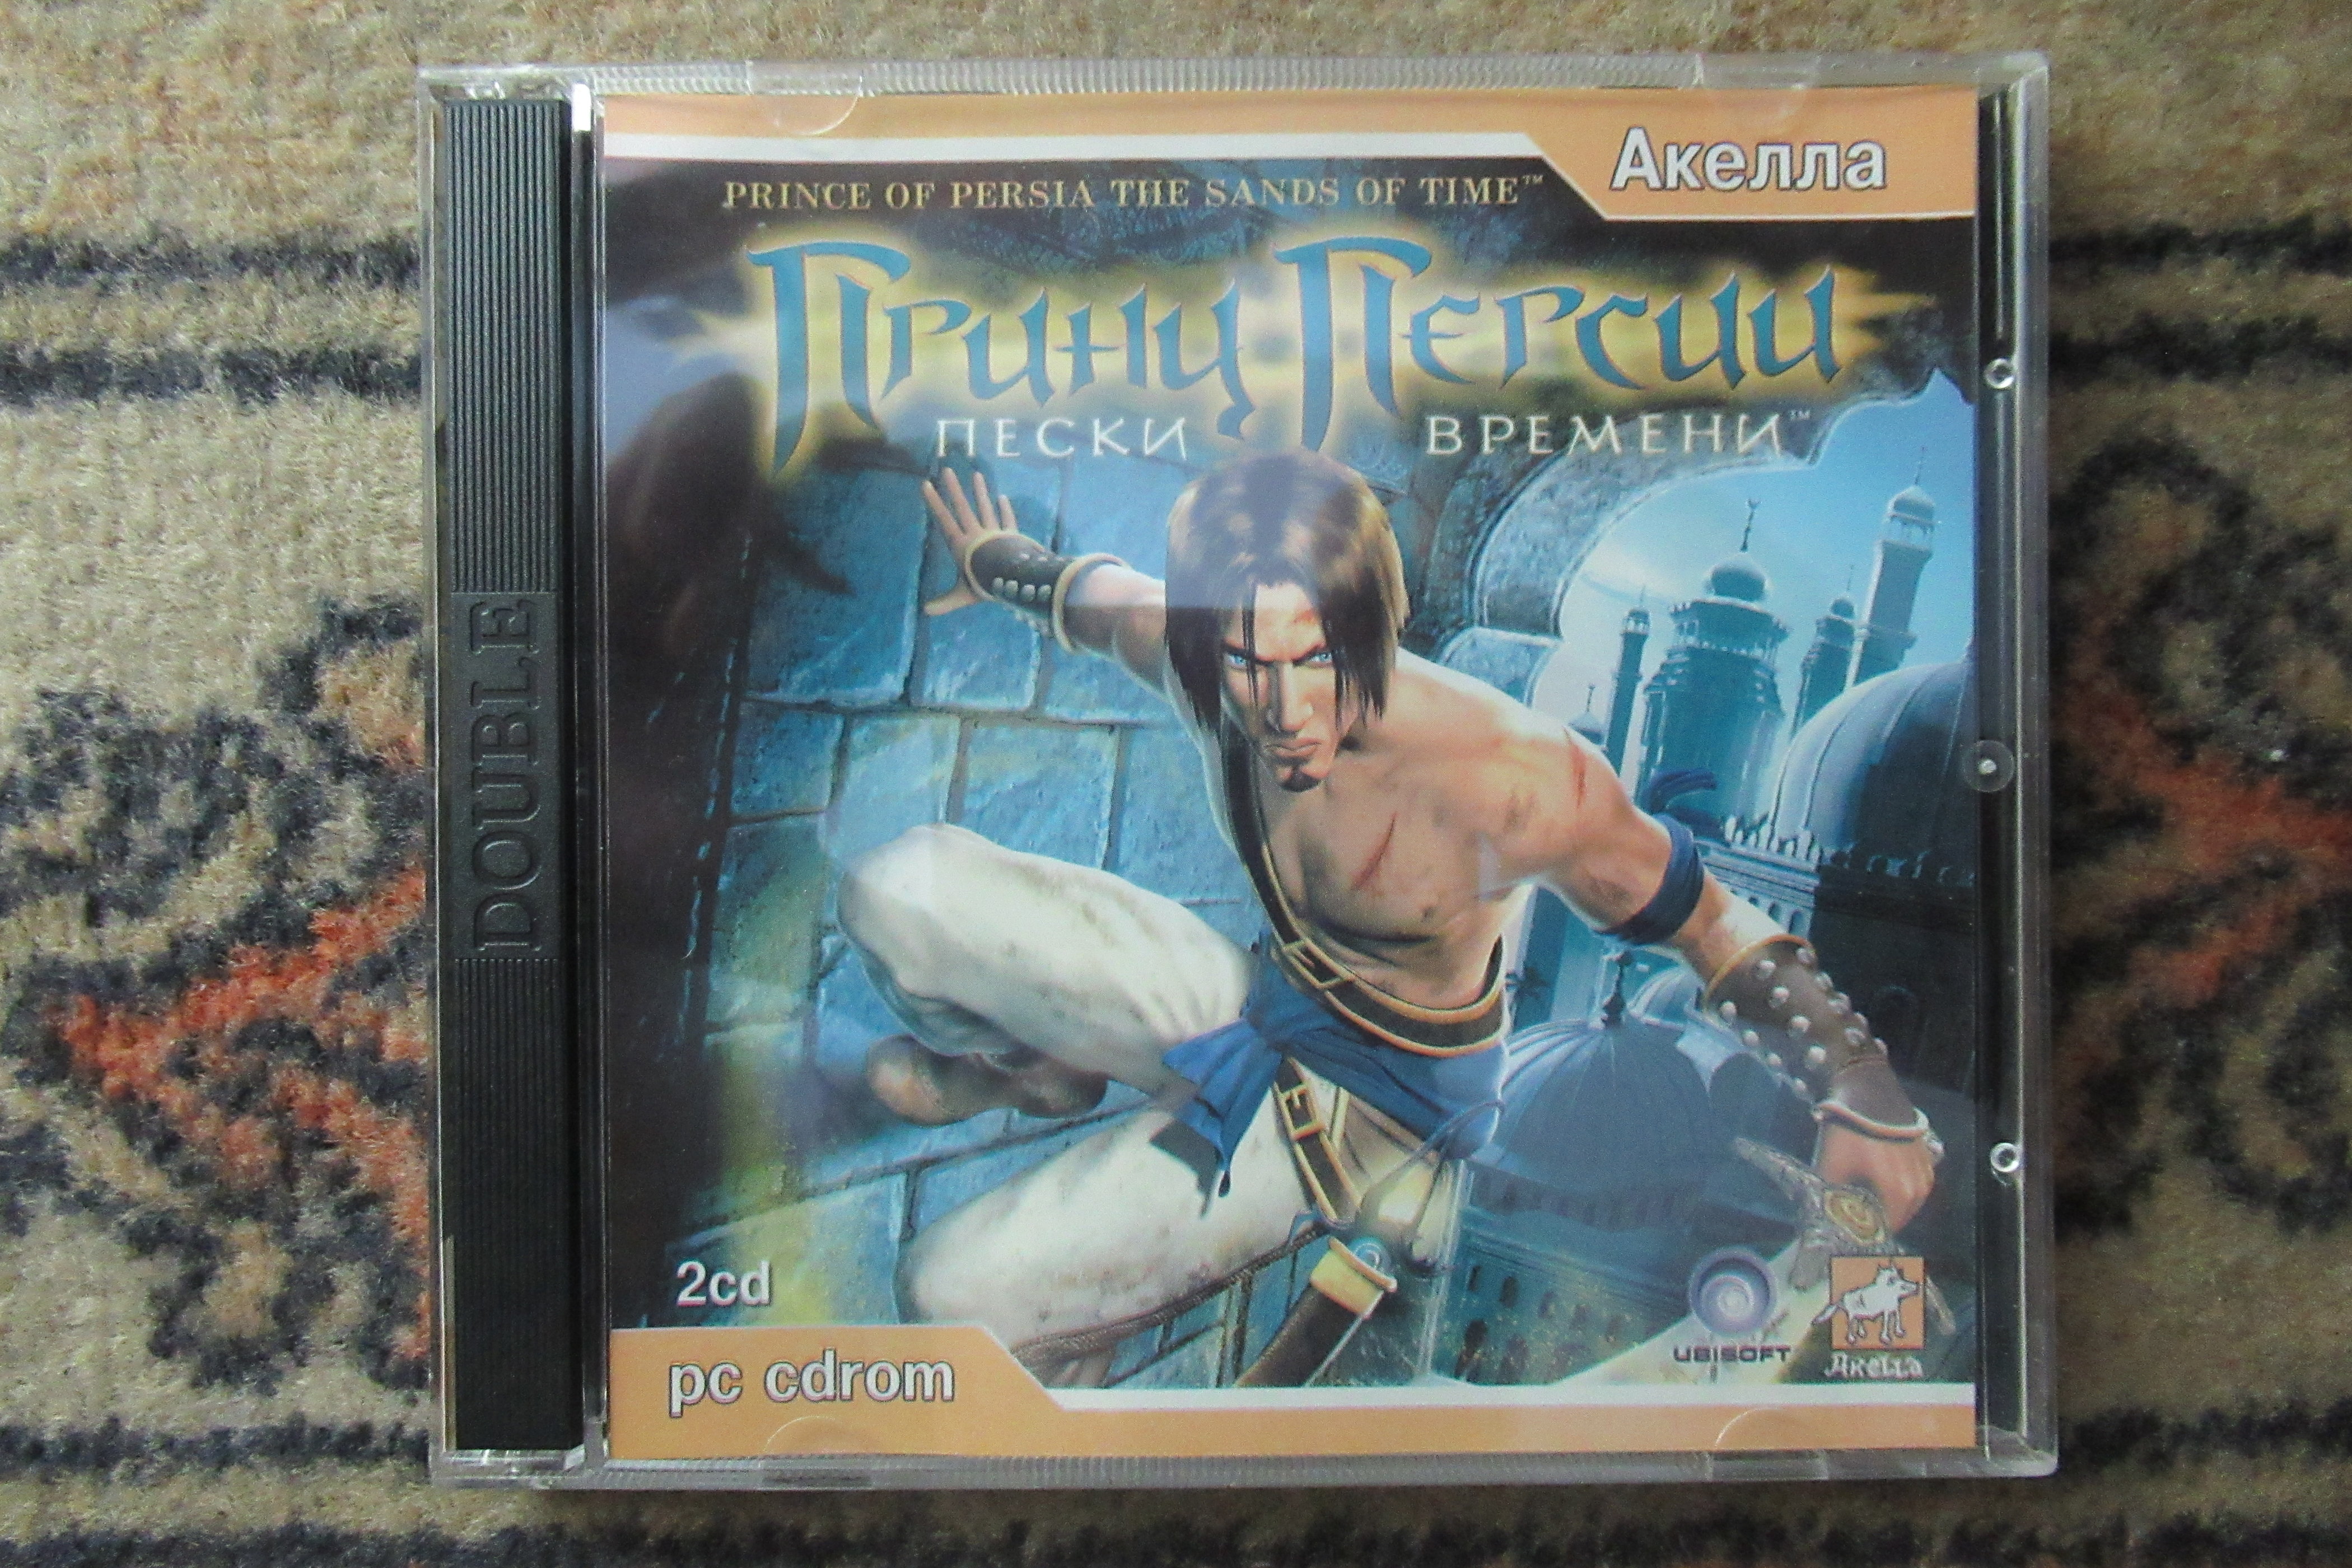 Акелла
PRINCE OF PERSIA THE SANDS OF TIME™
Принц Персии
ПЕСКИ ВРЕМЕНИ™
DOUBLE
2cd
UBISOFT
Акелла
pc cdrom